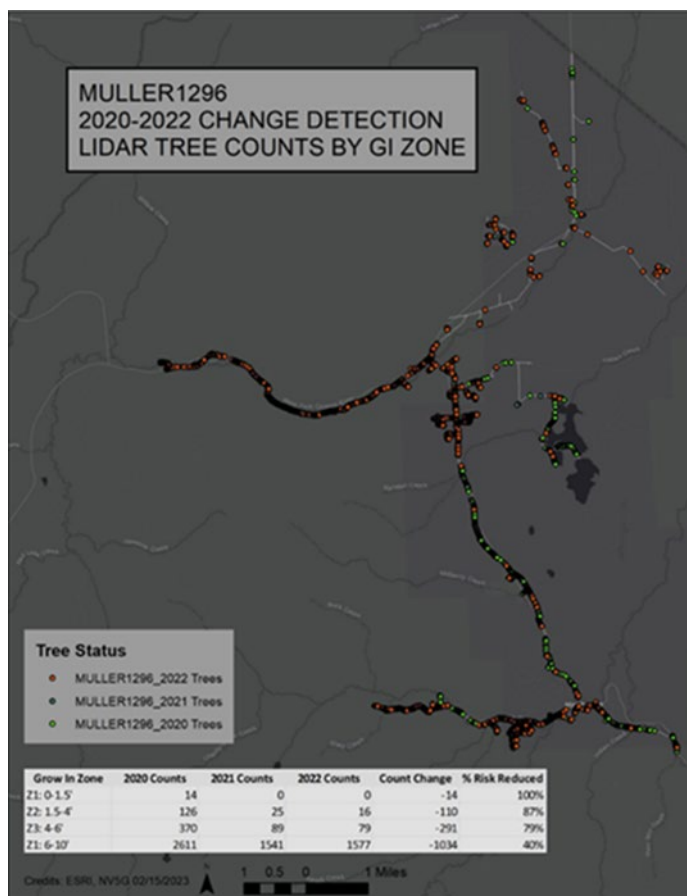 MULLER1296
2020-2022 CHANGE DETECTION
LIDAR TREE COUNTS BY GI ZONE
Tree Status
MULLER1296_2022 Trees
MULLER1296_2021 Trees
MULLER1296_2020 Trees
Grow In Zone 2020 Counts 2021 Counts 2022 Counts Count Change % Risk Reduced
Z1: 0-1.5' 14 0 0 -14 100%
Z2: 1.5-4' 126 25 16 -110 87%
Z3: 4-6' 370 89 79 -291 79%
Z1: 6-10' 2611 1541 1577 -1034 40%
Credits: ESRI, NV5G 02/15/2023
1 0.5 0 1 Miles